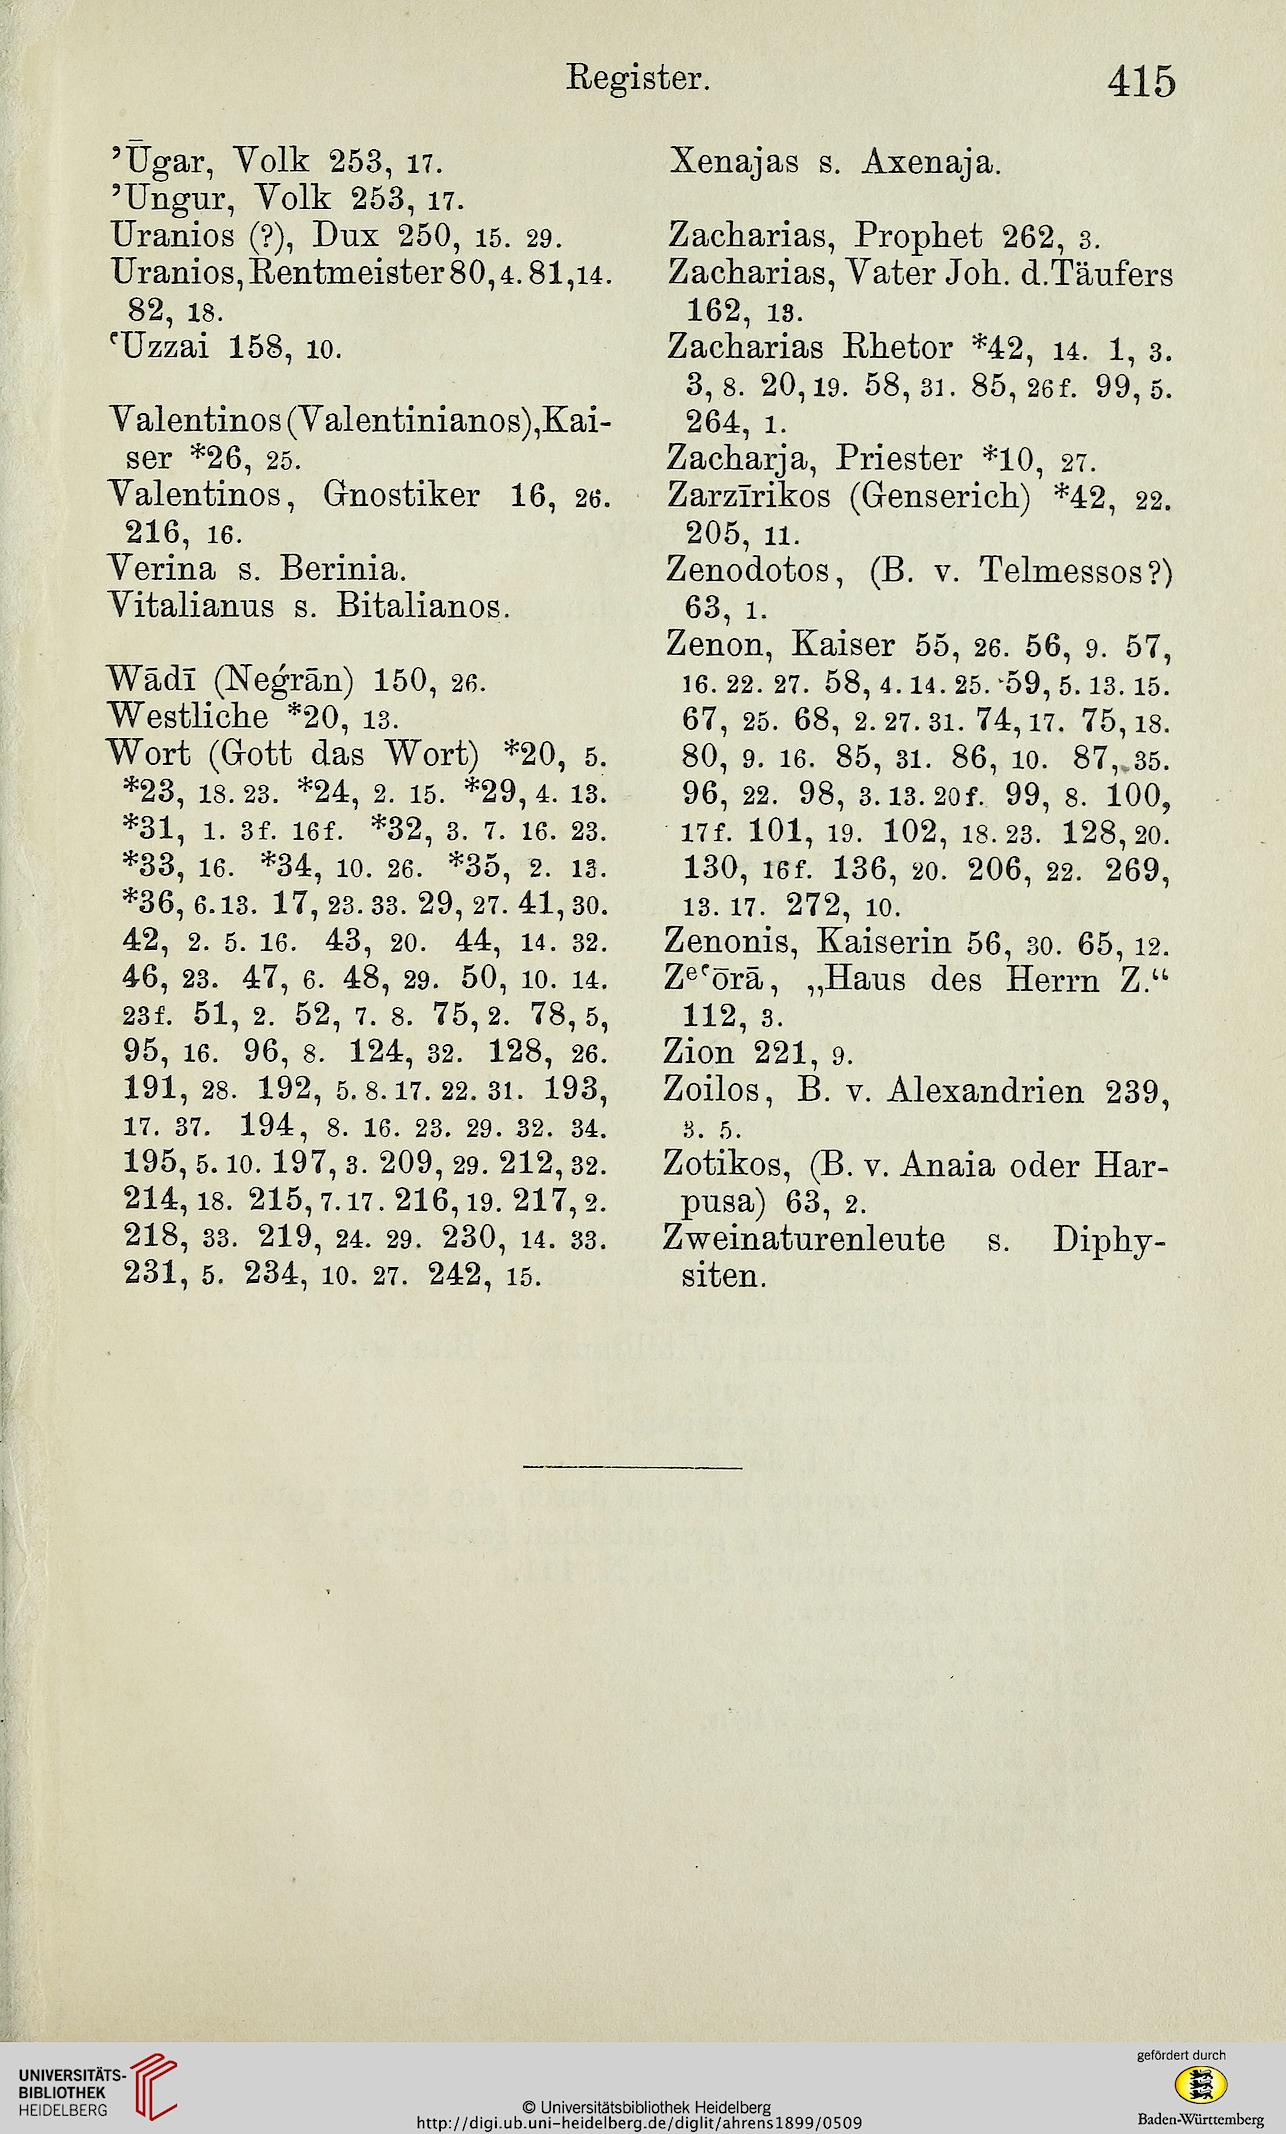 Register.
415
’Ūgar, Volk 253, 17.
’Ungur, Volk 253, 17.
Uranios (?), Dux 250, 15. 29.
Uranios, Rentmeister 80, 4. 81, 14.
82, 18.
ʿUzzai 158, 10.
Valentinos (Valentinianos), Kai-
ser *26, 25.
Valentinos, Gnostiker 16, 26.
216, 16.
Verina s. Berinia.
Vitalianus s. Bitalianos.
Wādī (Neǵrān) 150, 26.
Westliche *20, 13.
Wort (Gott das Wort) *20, 5.
*23, 18. 23. *24, 2. 15. *29, 4. 13.
*31, 1. 3f. 16f. *32, 3. 7. 16. 23.
*33, 16. *34, 10. 26. *35, 2. 13.
*36, 6. 13. 17, 23. 33. 29, 27. 41, 30.
42, 2. 5. 16. 43, 20. 44, 14. 32.
46, 23. 47, 6. 48, 29. 50, 10. 14.
23f. 51, 2. 52, 7. 8. 75, 2. 78, 5,
95, 16. 96, 8. 124, 32. 128, 26.
191, 28. 192, 5. 8. 17. 22. 31. 193,
17. 37. 194, 8. 16. 23. 29. 32. 34.
195, 5. 10. 197, 3. 209, 29. 212, 32.
214, 18. 215, 7. 17. 216, 19. 217, 2.
218, 33. 219, 24. 29. 230, 14. 33.
231, 5. 234, 10. 27. 242, 15.
Xenajas s. Axenaja.
Zacharias, Prophet 262, 3.
Zacharias, Vater Joh. d. Täufers
162, 13.
Zacharias Rhetor *42, 14. 1, 3.
3, 8. 20, 19. 58, 31. 85, 26f. 99, 5.
264, 1.
Zacharja, Priester *10, 27.
Zarzīrikos (Genserich) *42, 22.
205, 11.
Zenodotos, (B. v. Telmessos?)
63, 1.
Zenon, Kaiser 55, 26. 56, 9. 57,
16. 22. 27. 58, 4. 14. 25. 59, 5. 13. 15.
67, 25. 68, 2. 27. 31. 74, 17. 75, 18.
80, 9. 16. 85, 31. 86, 10. 87, 35.
96, 22. 98, 3. 13. 20f. 99, 8. 100,
17f. 101, 19. 102, 18. 23. 128, 20.
130, 16f. 136, 20. 206, 22. 269,
13. 17. 272, 10.
Zenonis, Kaiserin 56, 30. 65, 12.
Zᵉʿōrā, „Haus des Herrn Z.“
112, 3.
Zion 221, 9.
Zoilos, B. v. Alexandrien 239,
3. 5.
Zotikos, (B. v. Anaia oder Har-
pusa) 63, 2.
Zweinaturenleute s. Diphy-
siten.
UNIVERSITÄTS-
BIBLIOTHEK
HEIDELBERG
© Universitätsbibliothek Heidelberg
http://digi.ub.uni-heidelberg.de/diglit/ahrens1899/0509
gefördert durch
Baden-Württemberg